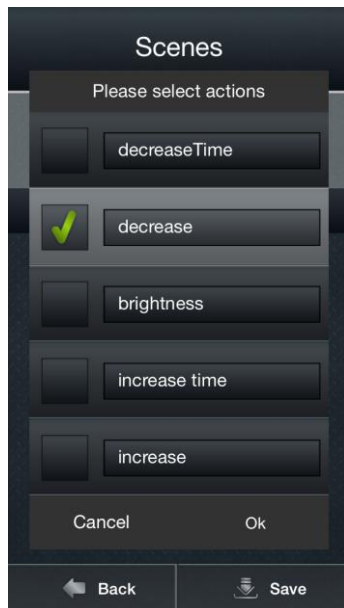 Scenes
Please select actions
decreaseTime
decrease
brightness
increase time
increase
Cancel Ok
Back Save